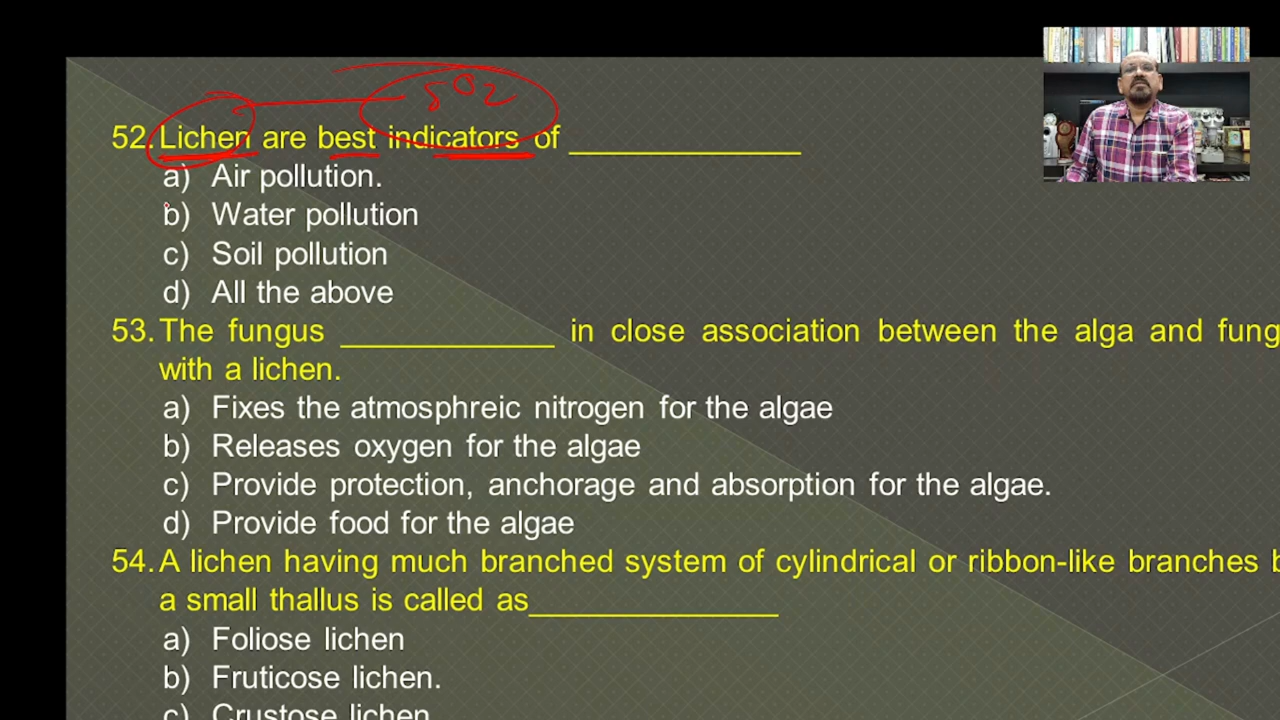 SO2
52. Lichen are best indicators of ______________
a) Air pollution.
b) Water pollution
c) Soil pollution
d) All the above
53. The fungus _____________ in close association between the alga and fung
with a lichen.
a) Fixes the atmosphreic nitrogen for the algae
b) Releases oxygen for the algae
c) Provide protection, anchorage and absorption for the algae.
d) Provide food for the algae
54. A lichen having much branched system of cylindrical or ribbon-like branches b
a small thallus is called as_______________
a) Foliose lichen
b) Fruticose lichen.
c) Crustose lichen